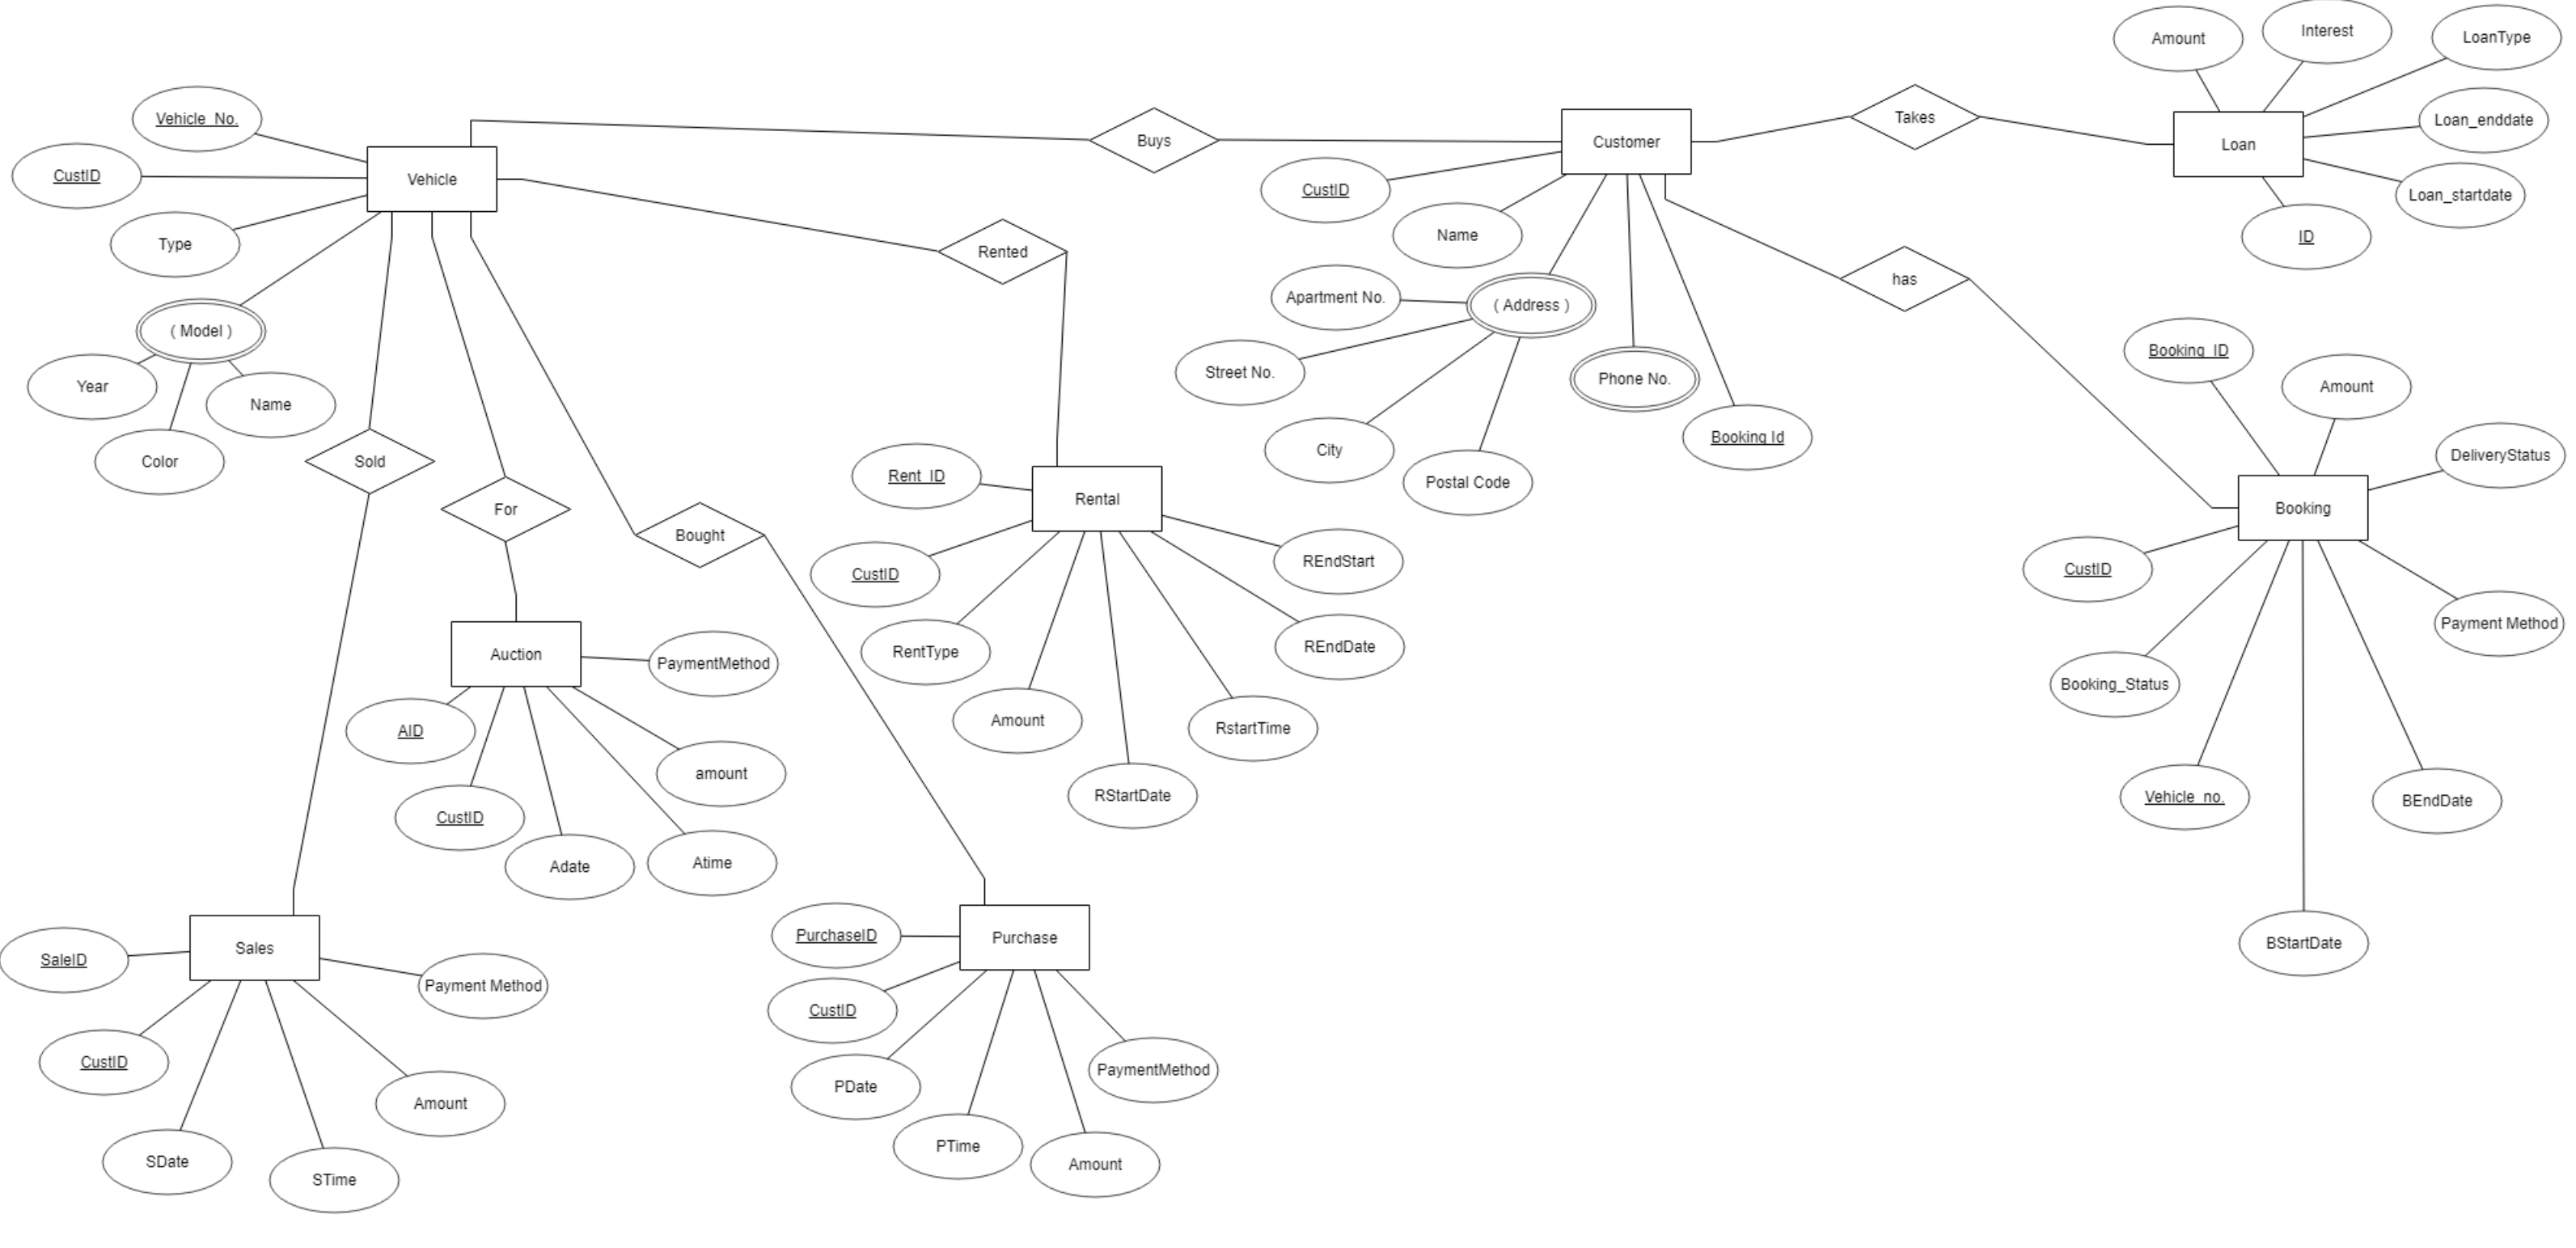 Amount
Interest
LoanType
Vehicle_No.
Buys
Customer
Takes
Loan
Loan_enddate
CustID
Vehicle
CustID
Loan_startdate
Type
Name
ID
Rented
has
( Model )
Apartment No.
( Address )
Year
Name
Street No.
Phone No.
Booking_ID
Amount
Color
Sold
City
Postal Code
Booking Id
DeliveryStatus
For
Rent_ID
Rental
Booking
Bought
CustID
REndStart
CustID
Auction
PaymentMethod
RentType
REndDate
Payment Method
AID
Amount
RstartTime
Booking_Status
amount
RStartDate
Vehicle_no.
BEndDate
CustID
Adate
Atime
Sales
SaleID
Payment Method
PurchaseID
Purchase
BStartDate
CustID
CustID
PDate
PaymentMethod
Amount
SDate
STime
PTime
Amount